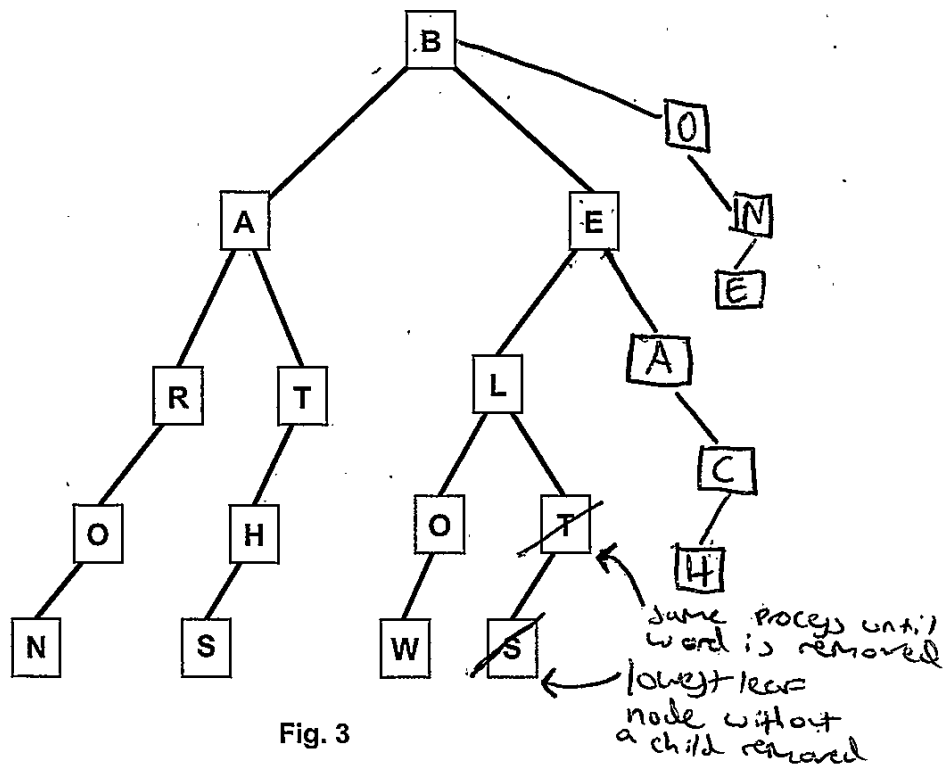 B
O
N
A
E
E
A
L
R
T
C
O
T
O
H
H
same process until
word is removed
N
S
W
S
lowest leaf
node without
a child removed
Fig. 3